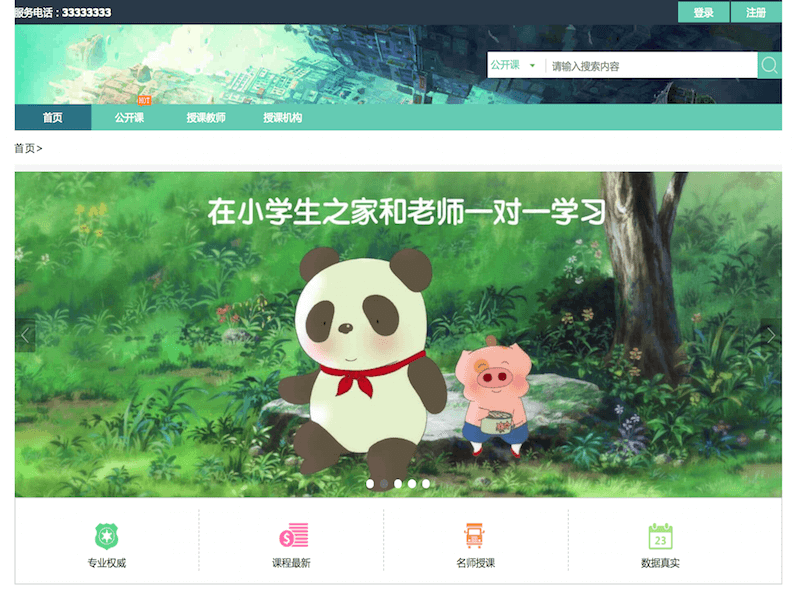 服务电话：33333333
登录
注册
公开课
请输入搜索内容
HOT
首页
公开课
授课教师
授课机构
首页>
在小学生之家和老师一对一学习
23
专业权威
课程最新
名师授课
数据真实